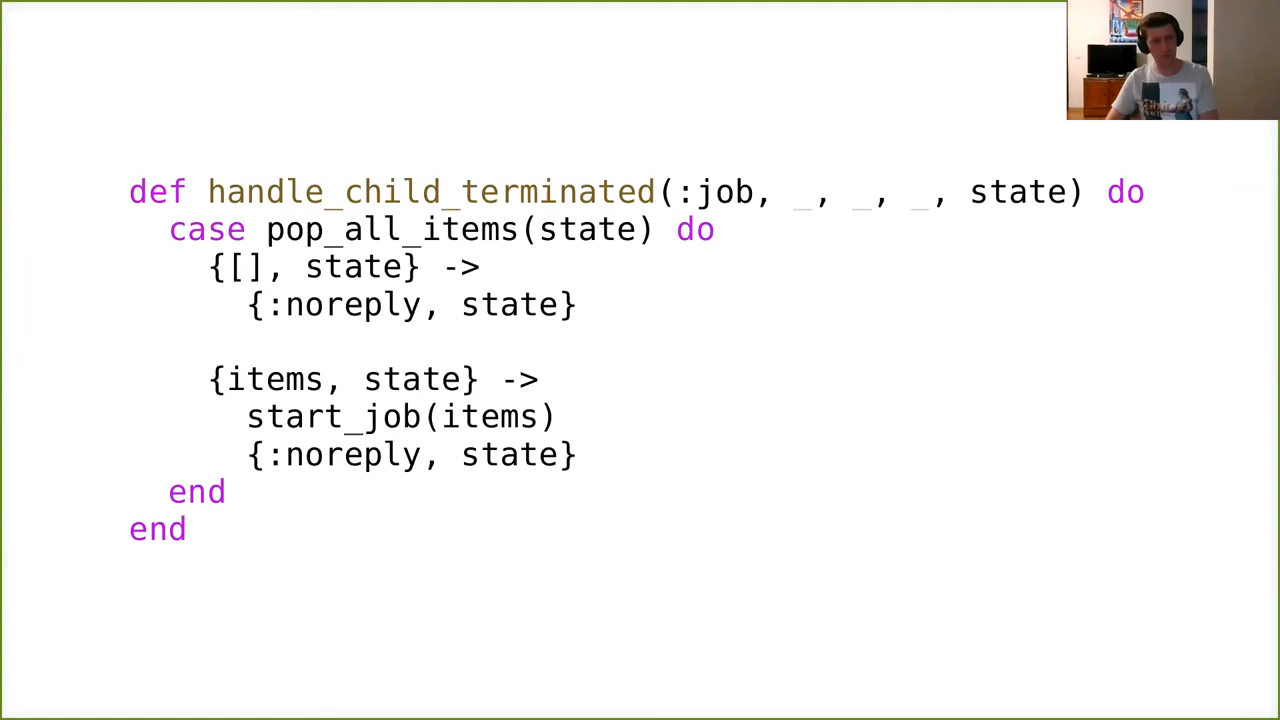 def handle_child_terminated(:job, _, _, _, state) do
  case pop_all_items(state) do
    {[], state} ->
      {:noreply, state}

    {items, state} ->
      start_job(items)
      {:noreply, state}
  end
end